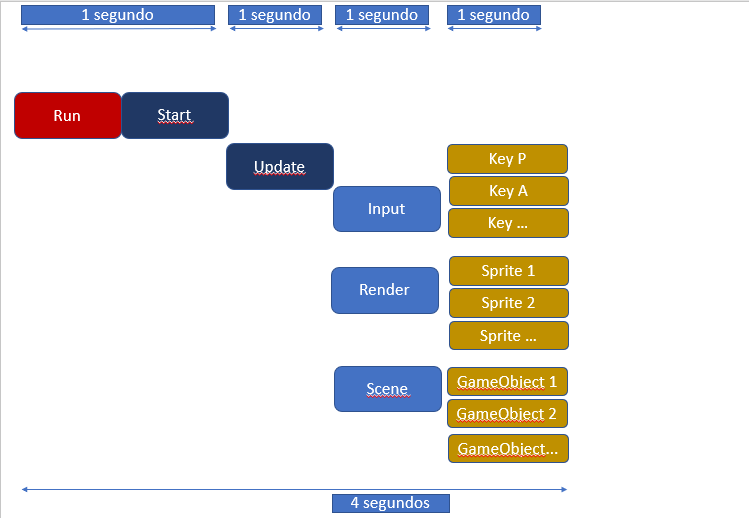 1 segundo
1 segundo
1 segundo
1 segundo
Run
Start
Update
Input
Render
Scene
Key P
Key A
Key ...
Sprite 1
Sprite 2
Sprite ...
GameObject 1
GameObject 2
GameObject...
4 segundos